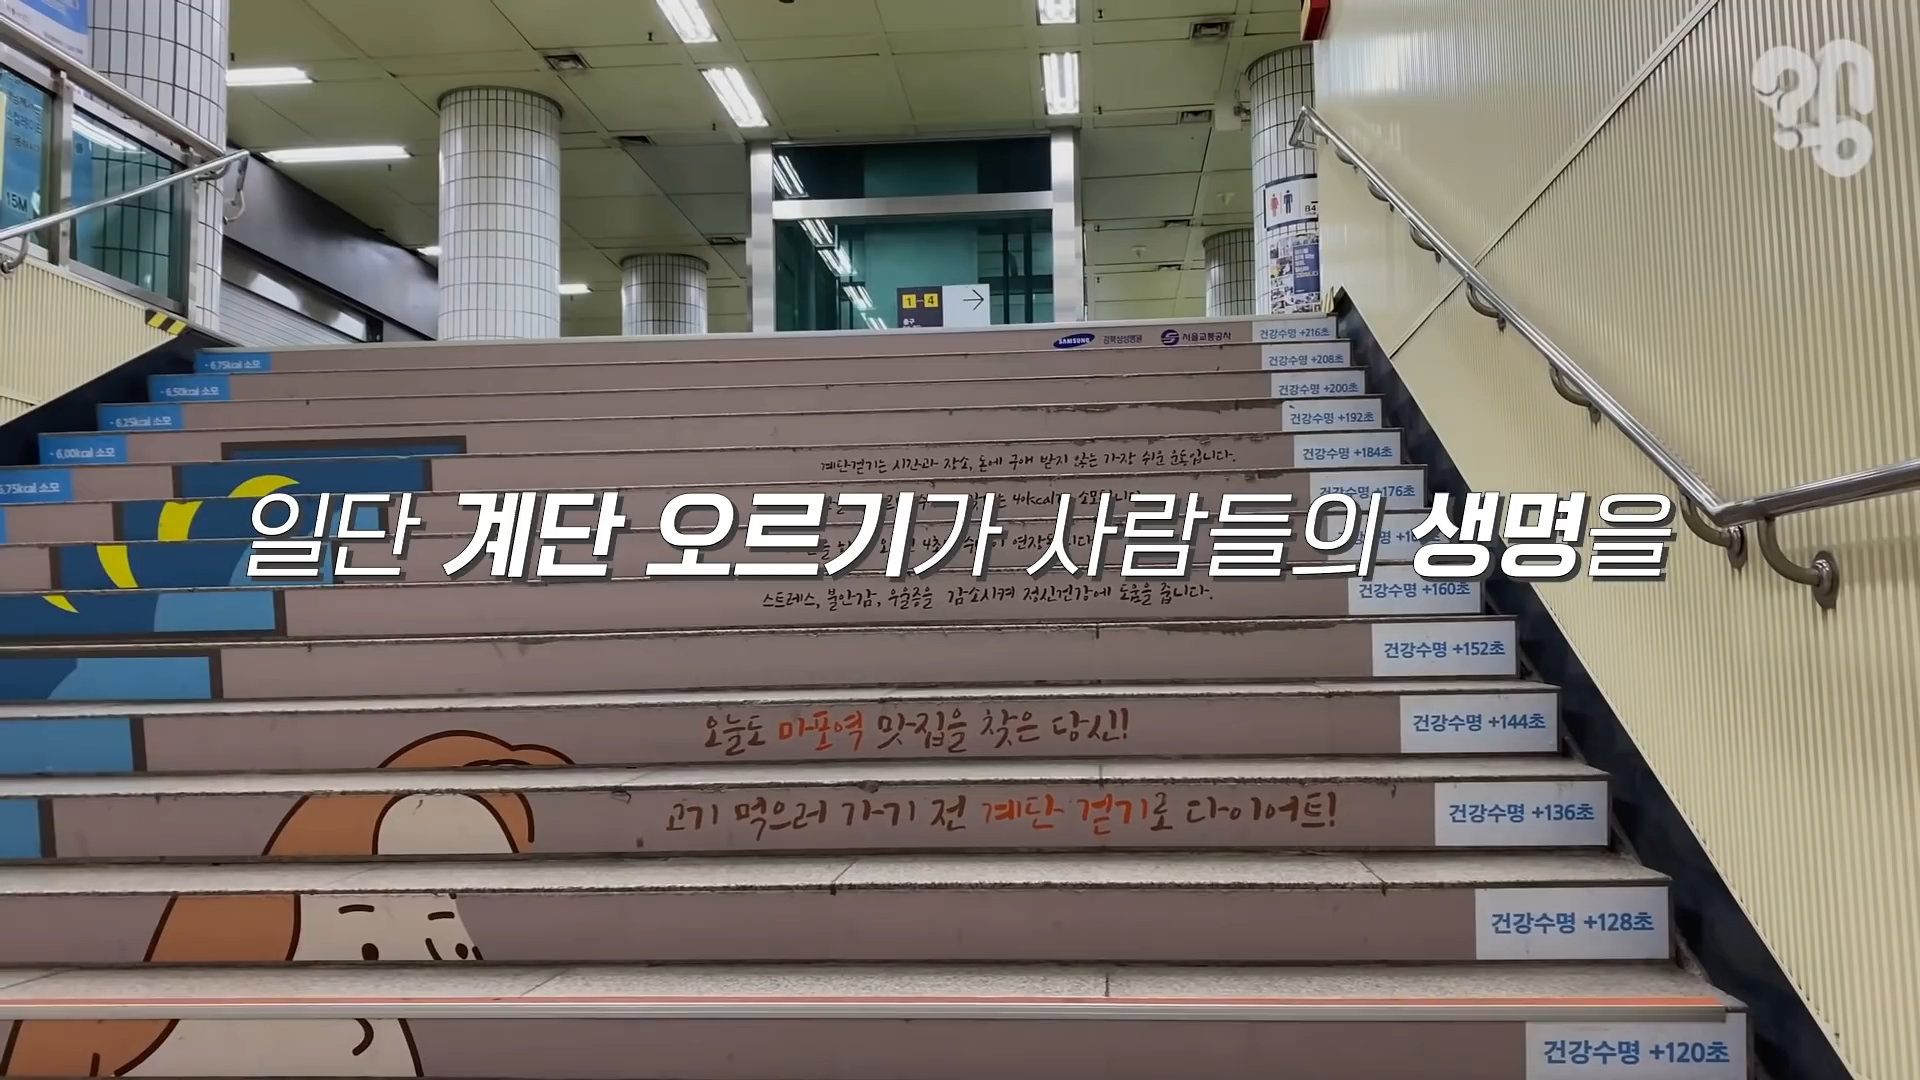 15M
B4
1 - 4 →
출구
SAMSUNG 강북삼성병원 서울교통공사 건강수명 +216초
- 6.75kcal 소모 건강수명 +208초
- 6.50kcal 소모 건강수명 +200초
- 6.25kcal 소모 건강수명 +192초
- 6.00kcal 소모 계단걷기는 시간과 장소, 돈에 구애 받지 않는 가장 쉬운 운동입니다. 건강수명 +184초
5.75kcal 소모 40kcal 건강수명 +176초
일단 계단 오르기가 사람들의 생명을
스트레스, 불안감, 우울증을 감소시켜 정신건강에 도움을 줍니다. 건강수명 +160초
건강수명 +152초
오늘도 마포역 맛집을 찾은 당신! 건강수명 +144초
고기 먹으러 가기 전 계단 걷기로 다이어트! 건강수명 +136초
건강수명 +128초
건강수명 +120초